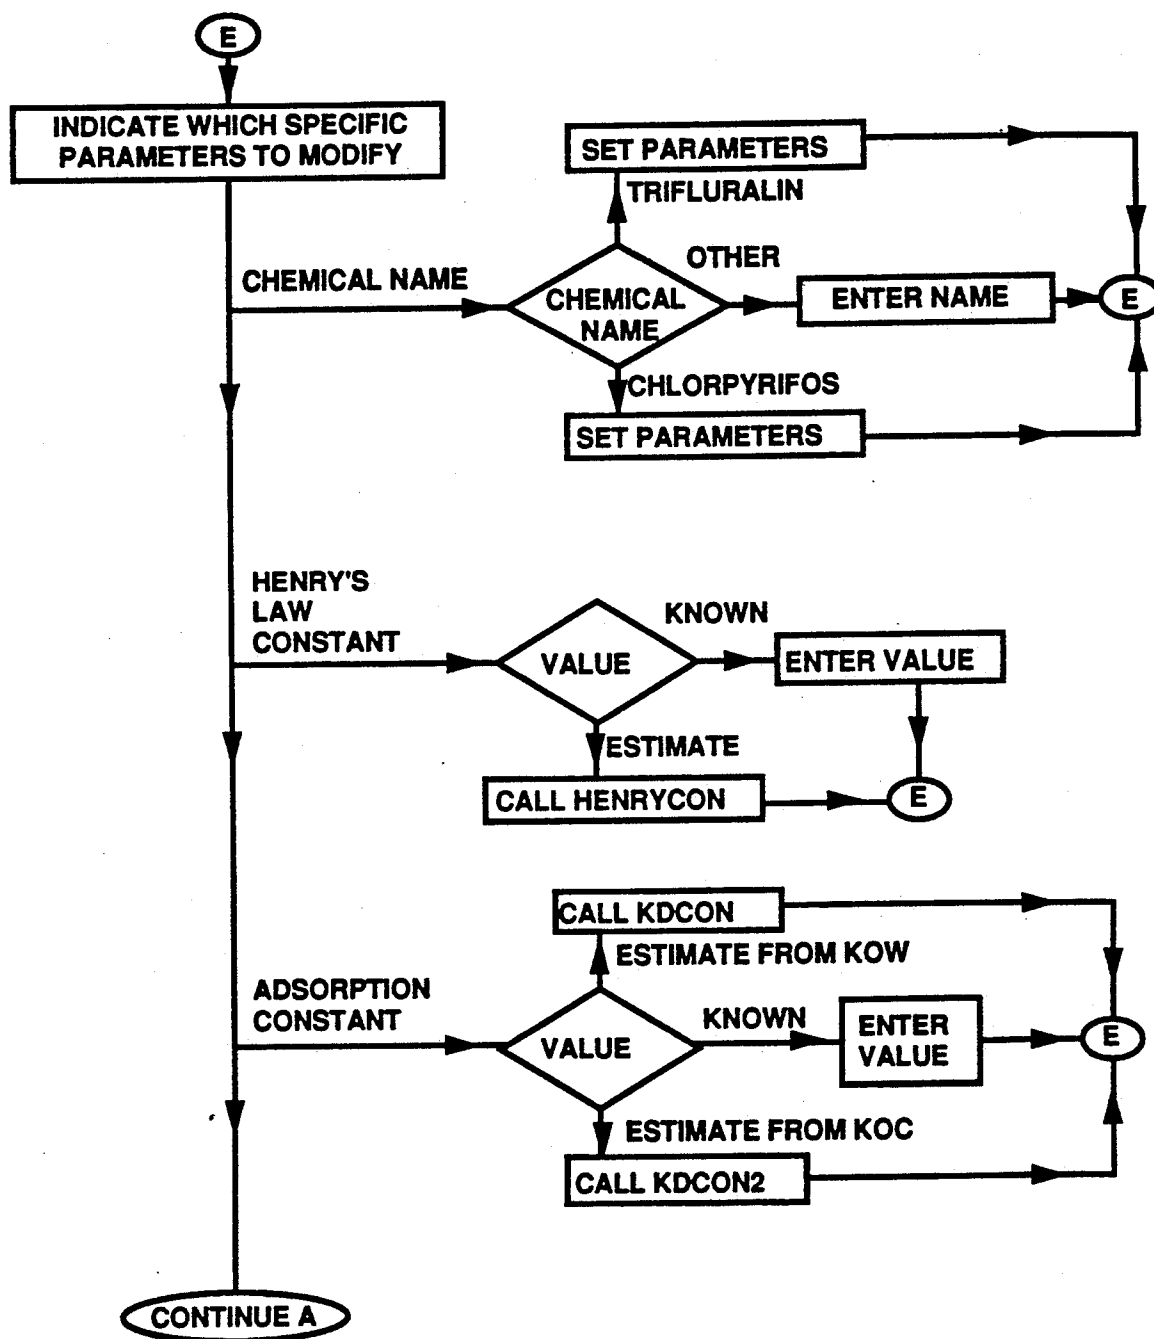 E
INDICATE WHICH SPECIFIC
PARAMETERS TO MODIFY
SET PARAMETERS
TRIFLURALIN
CHEMICAL NAME
OTHER
CHEMICAL
NAME
ENTER NAME
E
CHLORPYRIFOS
SET PARAMETERS
HENRY'S
LAW
CONSTANT
VALUE
KNOWN
ENTER VALUE
ESTIMATE
CALL HENRYCON
E
CALL KDCON
ESTIMATE FROM KOW
ADSORPTION
CONSTANT
VALUE
KNOWN
ENTER
VALUE
E
ESTIMATE FROM KOC
CALL KDCON2
CONTINUE A